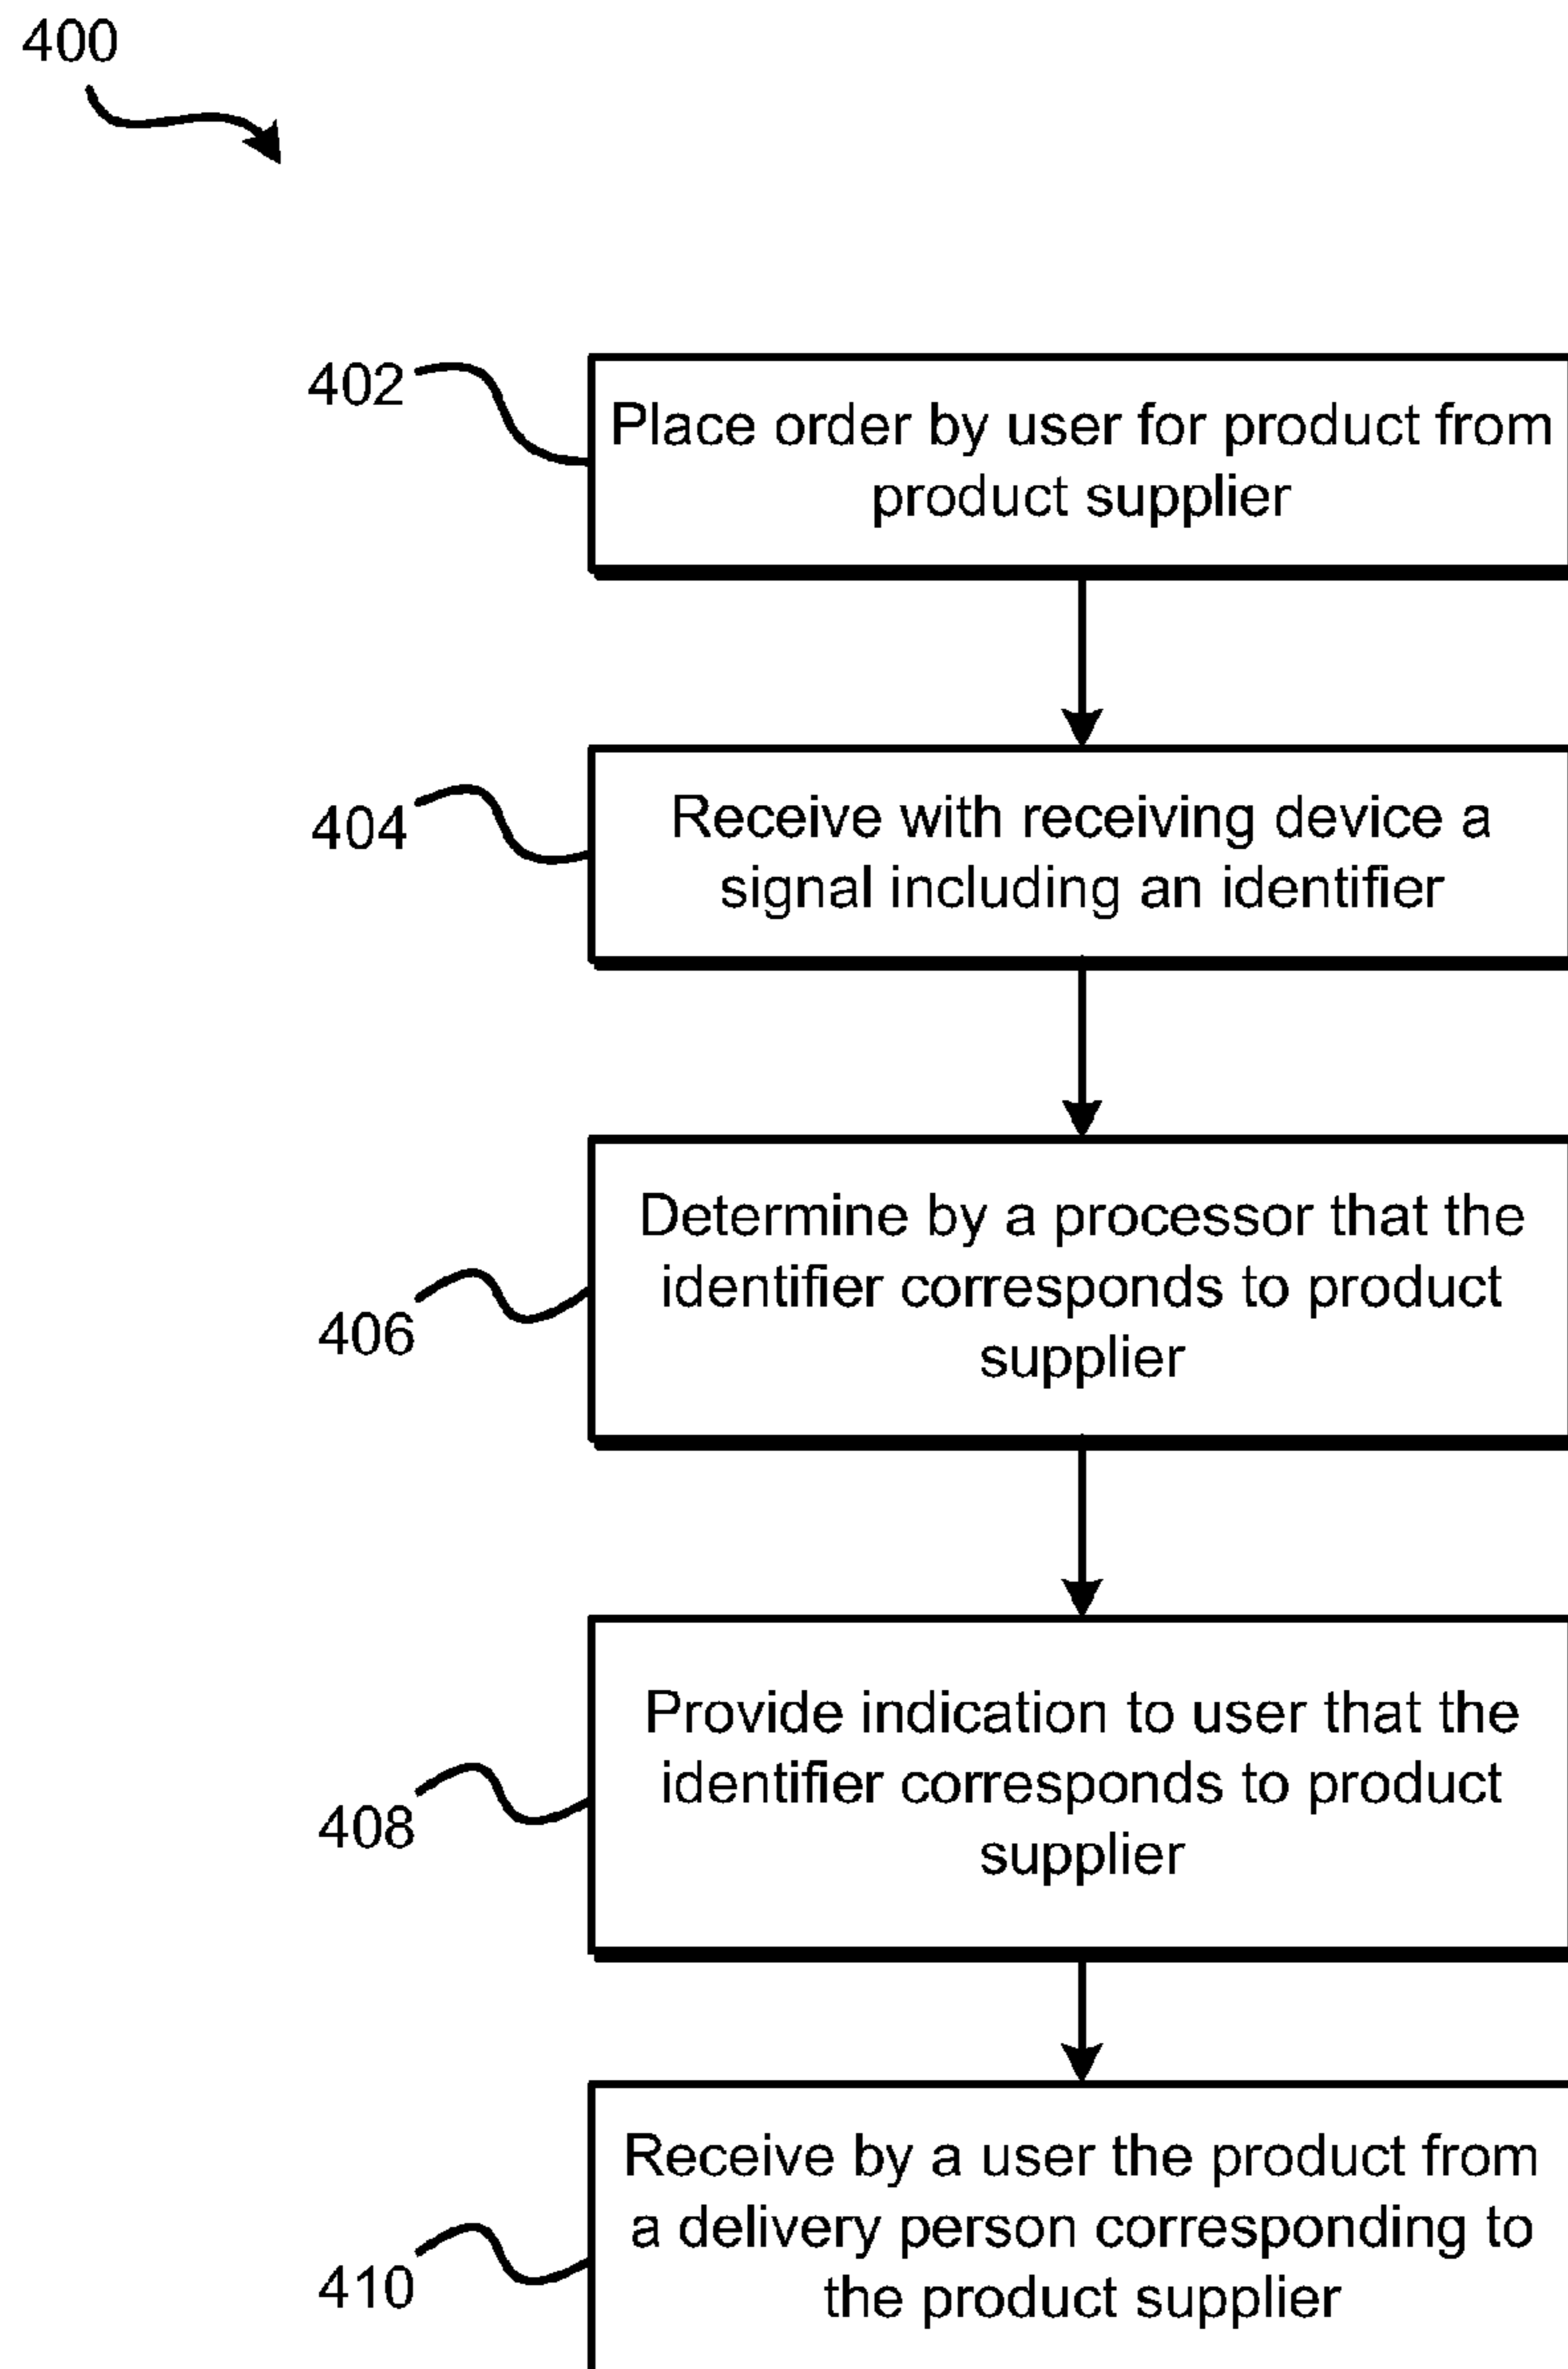 400
402
Place order by user for product from
product supplier
404
Receive with receiving device a
signal including an identifier
406
Determine by a processor that the
identifier corresponds to product
supplier
408
Provide indication to user that the
identifier corresponds to product
supplier
410
Receive by a user the product from
a delivery person corresponding to
the product supplier